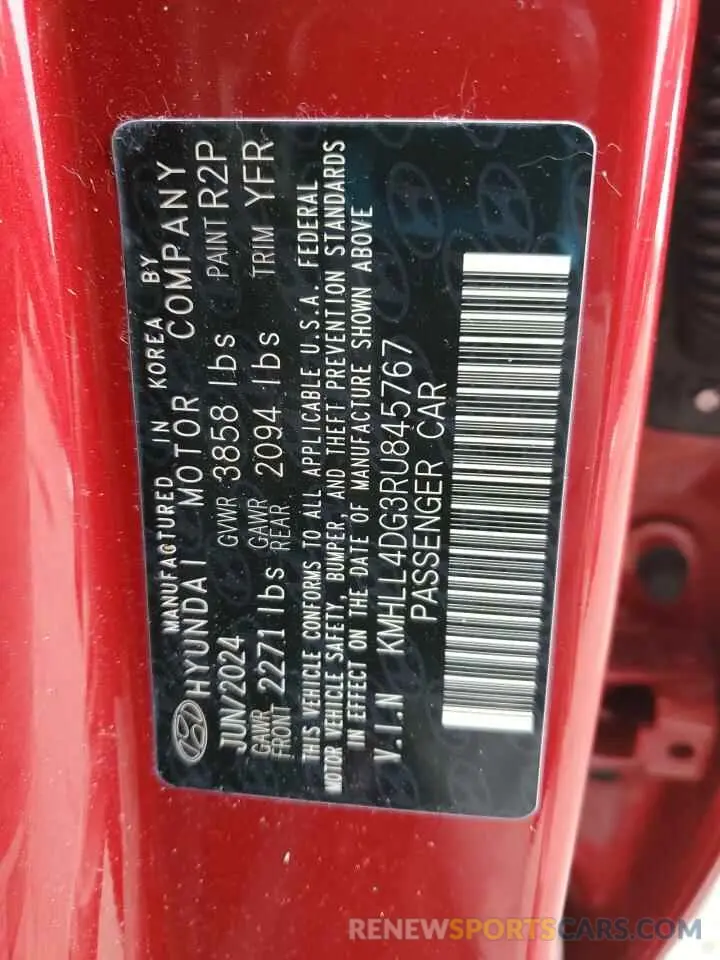 MANUFACTURED IN KOREA BY
HYUNDAI MOTOR COMPANY
JUN/2024 GVWR 3858 lbs PAINT R2P
GAWR FRONT 2271 lbs GAWR REAR 2094 lbs TRIM YFR
THIS VEHICLE CONFORMS TO ALL APPLICABLE U.S.A. FEDERAL
MOTOR VEHICLE SAFETY, BUMPER, AND THEFT PREVENTION STANDARDS
IN EFFECT ON THE DATE OF MANUFACTURE SHOWN ABOVE
V.I.N KMHLL4DG3RU845767
PASSENGER CAR
RENEWSPORTSCARS.COM